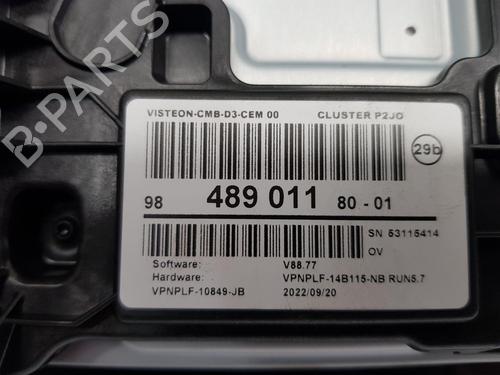 B-PARTS
VISTEON-CMB-D3-CEM 00 CLUSTER P2JO
29b
98 489 011 80 - 01
SN 53115414
OV
Software: V88.77
Hardware: VPNPLF-14B115-NB RUN5.7
VPNPLF-10849-JB 2022/09/20